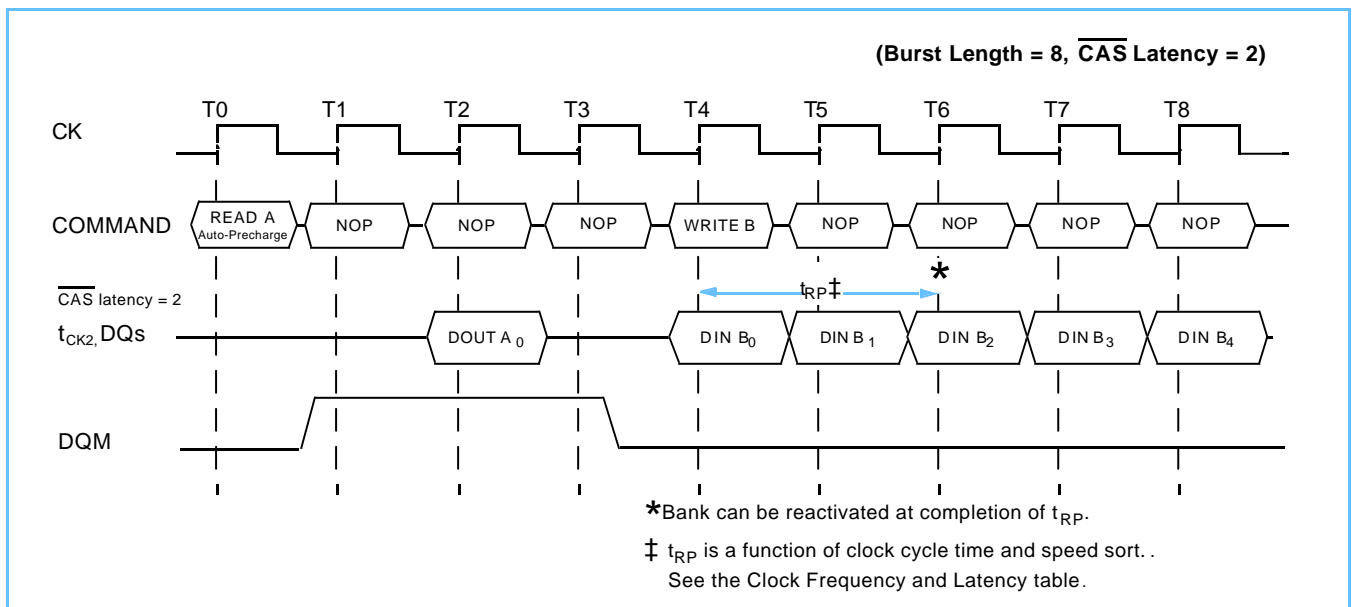 (Burst Length = 8, CAS Latency = 2)
T0 T1 T2 T3 T4 T5 T6 T7 T8
CK
COMMAND READ A Auto-Precharge NOP NOP NOP WRITE B NOP NOP NOP NOP
*
CAS latency = 2
tRP‡
tCK2, DQs DOUT A0 DIN B0 DIN B1 DIN B2 DIN B3 DIN B4
DQM
*Bank can be reactivated at completion of tRP.
‡ tRP is a function of clock cycle time and speed sort. .
See the Clock Frequency and Latency table.